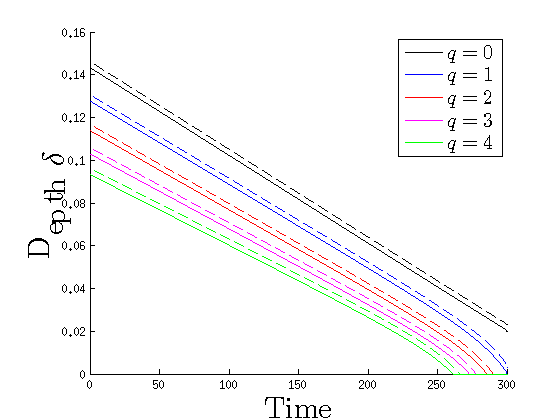 0.16
0.14
0.12
0.1
0.08
0.06
0.04
0.02
0
Depth δ
0 50 100 150 200 250 300
Time
q = 0
q = 1
q = 2
q = 3
q = 4